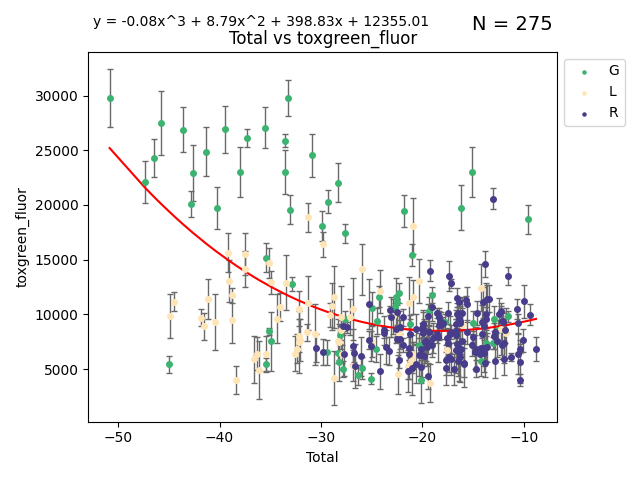 y = -0.08x^3 + 8.79x^2 + 398.83x + 12355.01
N = 275
Total vs toxgreen_fluor
G
L
R
30000
25000
20000
15000
10000
5000
toxgreen_fluor
−50
−40
−30
−20
−10
Total